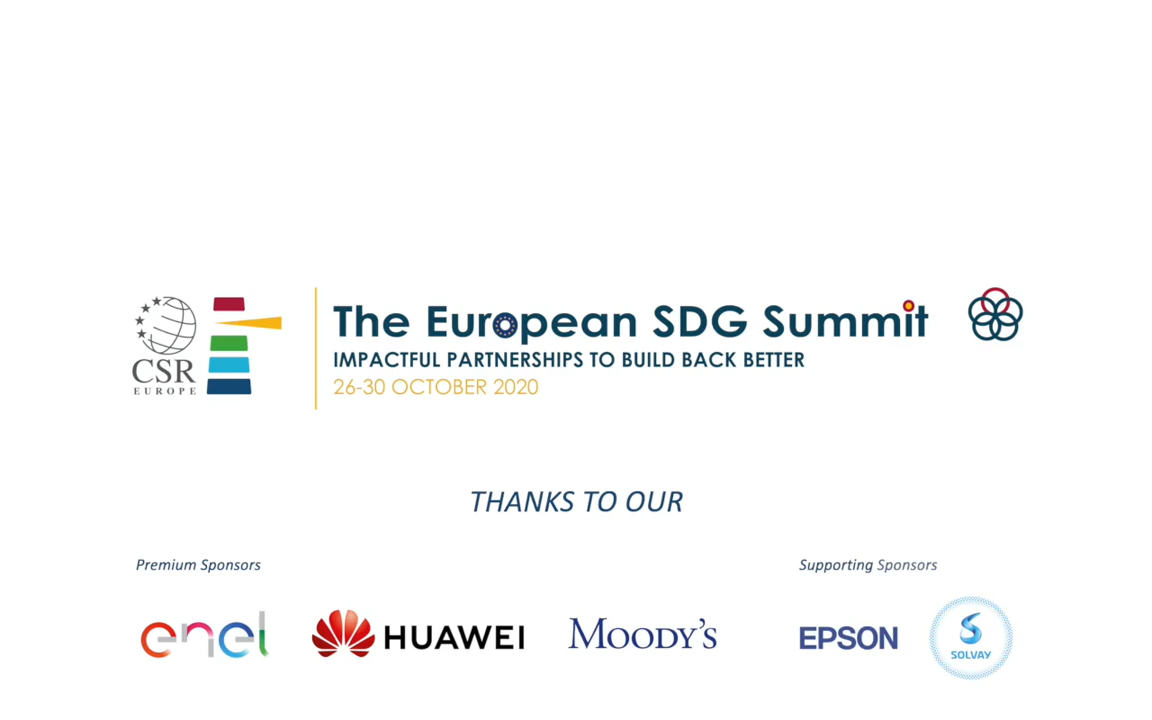 The European SDG Summit
IMPACTFUL PARTNERSHIPS TO BUILD BACK BETTER
26-30 OCTOBER 2020
CSR
EUROPE
THANKS TO OUR
Premium Sponsors
Supporting Sponsors
enel
HUAWEI
MOODY'S
EPSON
SOLVAY